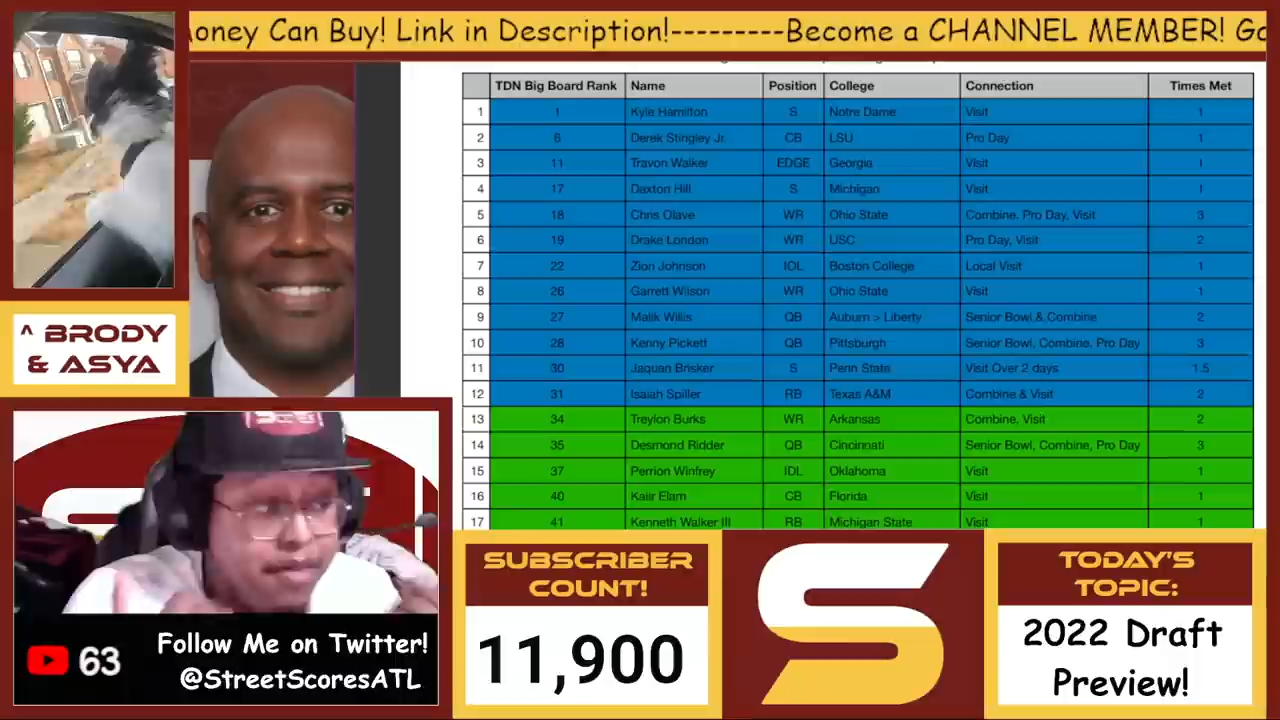 Money Can Buy! Link in Description!---------Become a CHANNEL MEMBER! Go
TDN Big Board Rank Name Position College Connection Times Met
1 1 Kyle Hamilton S Notre Dame Visit 1
2 6 Derek Stingley Jr. CB LSU Pro Day 1
3 11 Travon Walker EDGE Georgia Visit 1
4 17 Daxton Hill S Michigan Visit 1
5 18 Chris Olave WR Ohio State Combine, Pro Day, Visit 3
6 19 Drake London WR USC Pro Day, Visit 2
7 22 Zion Johnson IOL Boston College Local Visit 1
8 26 Garrett Wilson WR Ohio State Visit 1
9 27 Malik Willis QB Auburn > Liberty Senior Bowl & Combine 2
10 28 Kenny Pickett QB Pittsburgh Senior Bowl, Combine, Pro Day 3
11 30 Jaquan Brisker S Penn State Visit Over 2 days 1.5
12 31 Isaiah Spiller RB Texas A&M Combine & Visit 2
13 34 Treylon Burks WR Arkansas Combine, Visit 2
14 35 Desmond Ridder QB Cincinnati Senior Bowl, Combine, Pro Day 3
15 37 Perrion Winfrey IDL Oklahoma Visit 1
16 40 Kaiir Elam CB Florida Visit 1
17 41 Kenneth Walker III RB Michigan State Visit 1
^ BRODY
& ASYA
63
Follow Me on Twitter!
@StreetScoresATL
SUBSCRIBER
COUNT!
11,900
S
TODAY'S
TOPIC:
2022 Draft
Preview!